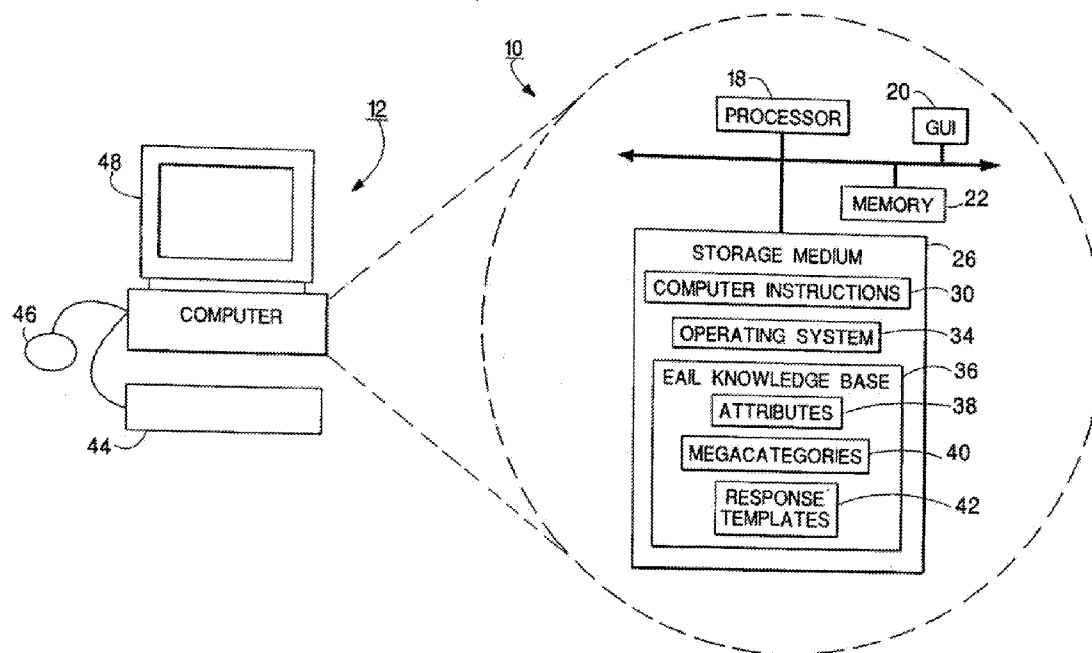 10
12
18
PROCESSOR
20
GUI
MEMORY
22
48
COMPUTER
46
44
STORAGE MEDIUM
26
COMPUTER INSTRUCTIONS
30
OPERATING SYSTEM
34
EAIL KNOWLEDGE BASE
36
ATTRIBUTES
38
MEGACATEGORIES
40
RESPONSE
TEMPLATES
42